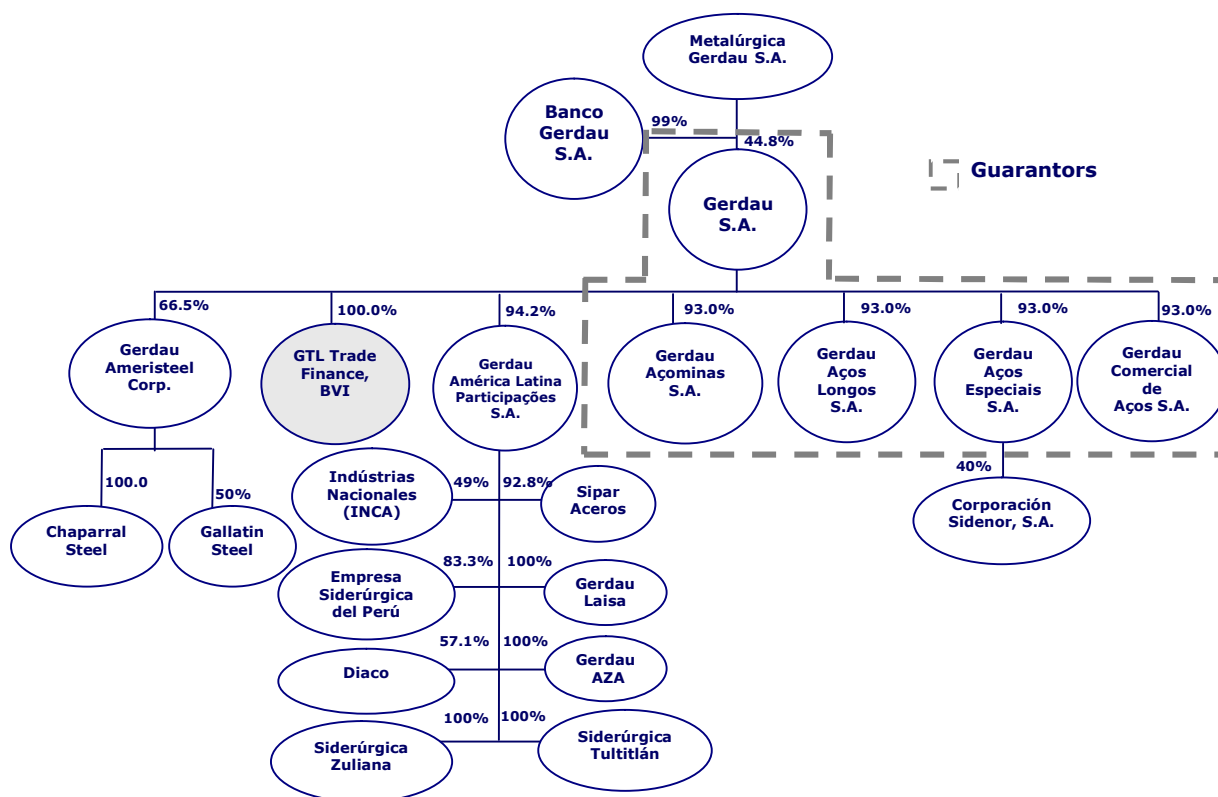 Metalúrgica
Gerdau S.A.
Banco
Gerdau
S.A.
99%
44.8%
Gerdau
S.A.
Guarantors
66.5%
100.0%
94.2%
93.0%
93.0%
93.0%
93.0%
Gerdau
Ameristeel
Corp.
GTL Trade
Finance,
BVI
Gerdau
América Latina
Participações
S.A.
Gerdau
Açominas
S.A.
Gerdau
Aços
Longos
S.A.
Gerdau
Aços
Especiais
S.A.
Gerdau
Comercial
de
Aços S.A.
100.0
50%
Chaparral
Steel
Gallatin
Steel
Indústrias
Nacionales
(INCA)
49%
92.8%
Sipar
Aceros
40%
Corporación
Sidenor, S.A.
Empresa
Siderúrgica
del Perú
83.3%
100%
Gerdau
Laisa
Diaco
57.1%
100%
Gerdau
AZA
Siderúrgica
Zuliana
100%
100%
Siderúrgica
Tultitlán